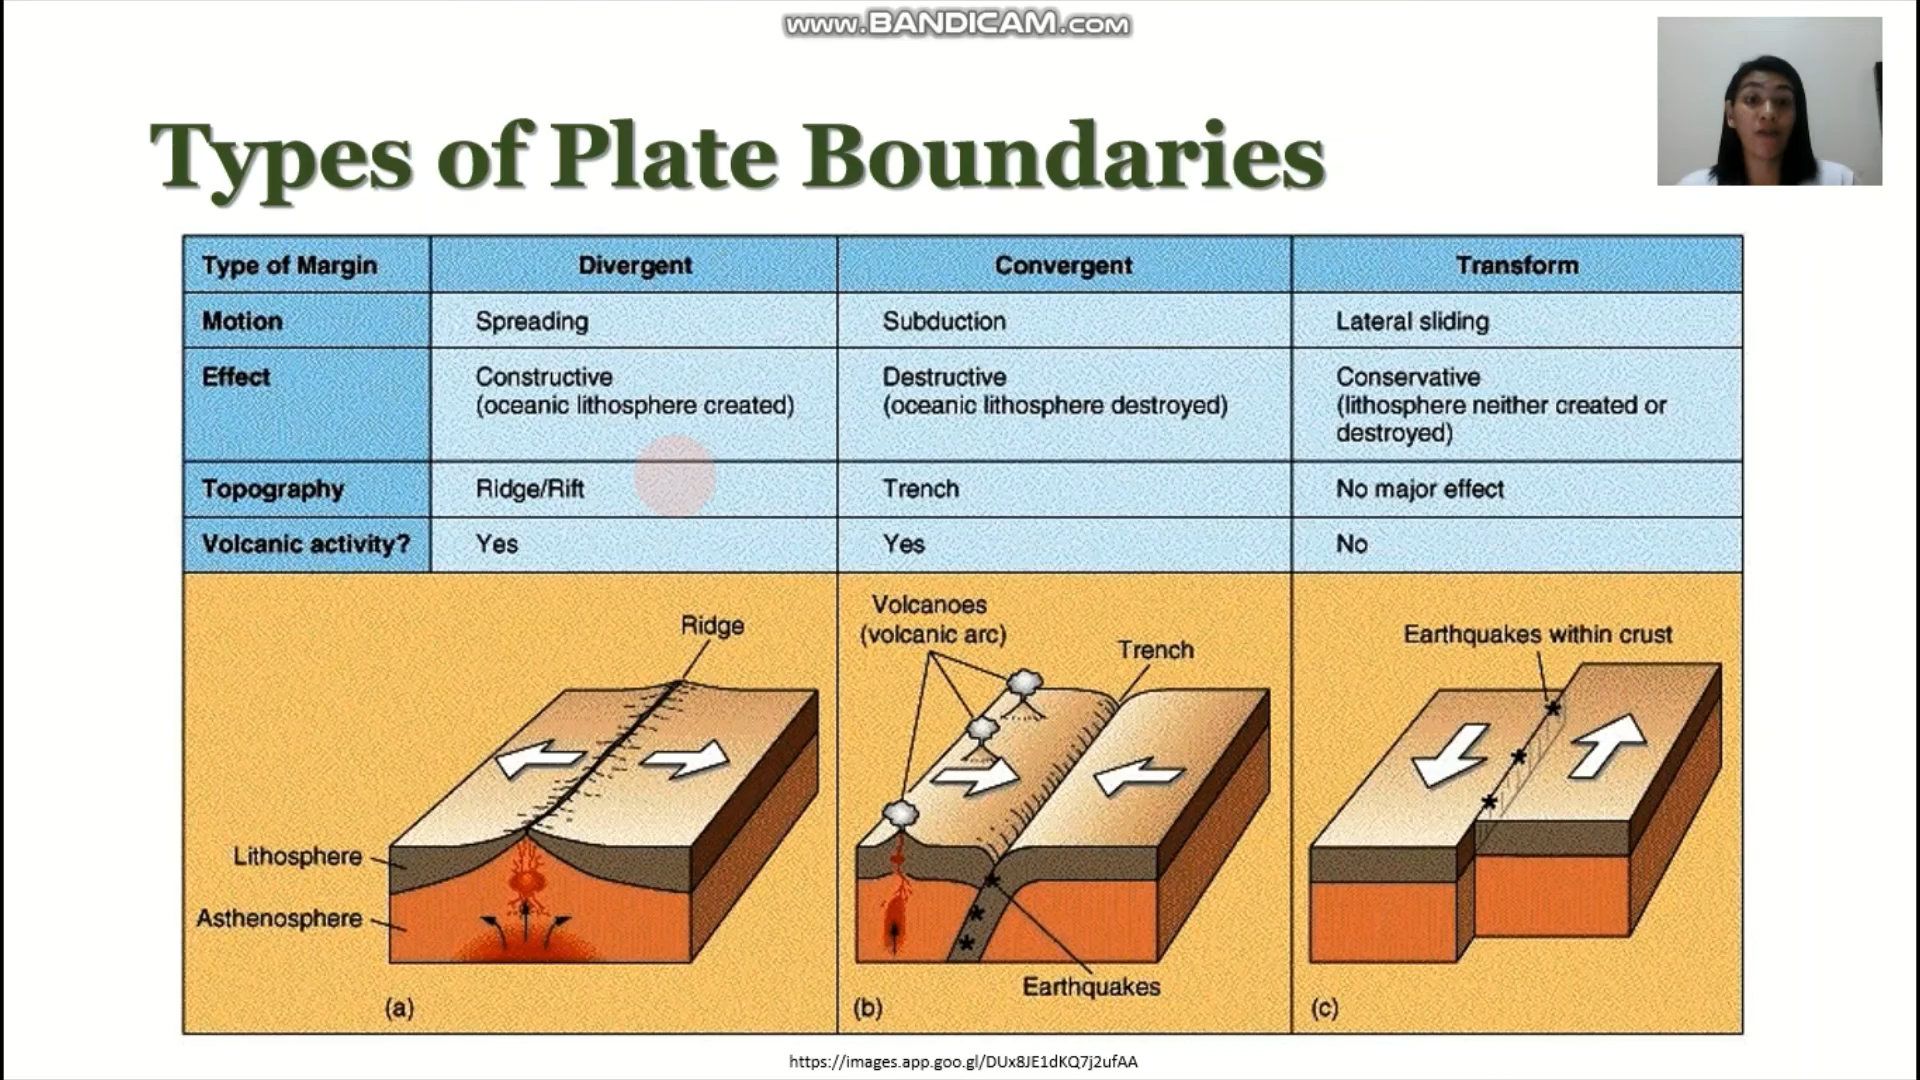 www.BANDICAM.com
Types of Plate Boundaries
Type of Margin Divergent Convergent Transform
Motion Spreading Subduction Lateral sliding
Effect Constructive Destructive Conservative
(oceanic lithosphere created) (oceanic lithosphere destroyed) (lithosphere neither created or
destroyed)
Topography Ridge/Rift Trench No major effect
Volcanic activity? Yes Yes No
Ridge
Lithosphere
Asthenosphere
(a)
Volcanoes
(volcanic arc)
Trench
Earthquakes
(b)
Earthquakes within crust
(c)
https://images.app.goo.gl/DUx8JE1dKQ7j2ufAA